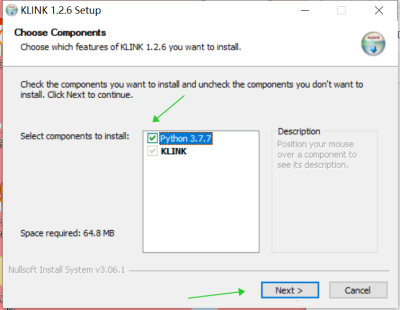 KLINK 1.2.6 Setup
Choose Components
Choose which features of KLINK 1.2.6 you want to install.
Check the components you want to install and uncheck the components you don't want to
install. Click Next to continue.
Select components to install:
Python 3.7.7
KLINK
Description
Position your mouse
over a component to
see its description.
Space required: 64.8 MB
Nullsoft Install System v3.06.1
Next >
Cancel